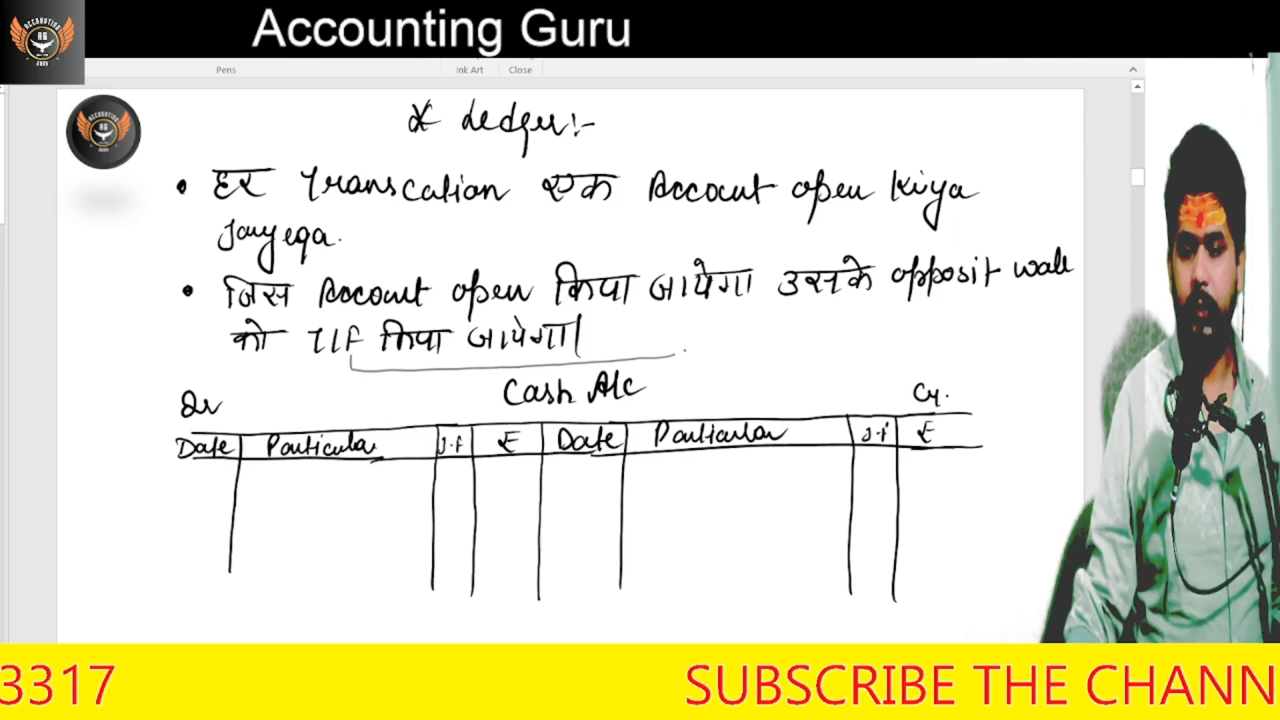 Accounting Guru
Pens Ink Art Close
* Ledger:-
• हर Transcation एक Account open Kiya
Jayega.
• जिस Account open किया जायेगा उसके opposit wale
को T/F किया जायेगा|
Dr Cash A/c Cr.
Date Particular J.F ₹ Date Particular J.F ₹
3317 SUBSCRIBE THE CHANN